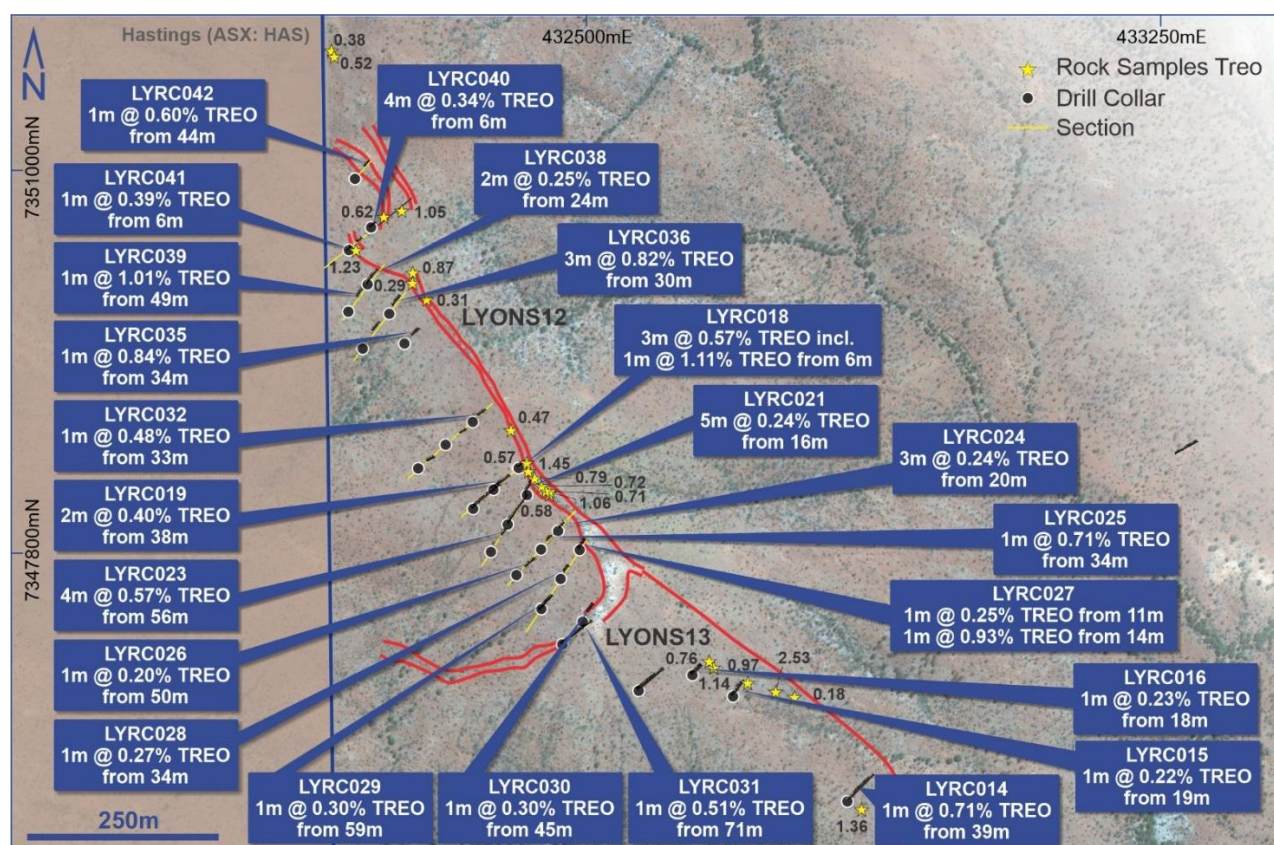 Hastings (ASX: HAS)
432500mE
433250mE
N
Rock Samples Treo
Drill Collar
Section
7351000mN
7347800mN
0.38
0.52
LYRC042
1m @ 0.60% TREO
from 44m
LYRC040
4m @ 0.34% TREO
from 6m
LYRC038
2m @ 0.25% TREO
from 24m
LYRC041
1m @ 0.39% TREO
from 6m
0.62
1.05
LYRC036
3m @ 0.82% TREO
from 30m
LYRC039
1m @ 1.01% TREO
from 49m
1.23
0.87
0.29
0.31
LYONS12
LYRC018
3m @ 0.57% TREO incl.
1m @ 1.11% TREO from 6m
LYRC035
1m @ 0.84% TREO
from 34m
LYRC021
5m @ 0.24% TREO
from 16m
LYRC032
1m @ 0.48% TREO
from 33m
0.47
LYRC024
3m @ 0.24% TREO
from 20m
0.57
1.45
0.79
0.72
0.71
1.06
0.58
LYRC019
2m @ 0.40% TREO
from 38m
LYRC025
1m @ 0.71% TREO
from 34m
LYRC023
4m @ 0.57% TREO
from 56m
LYRC027
1m @ 0.25% TREO from 11m
1m @ 0.93% TREO from 14m
LYONS13
LYRC026
1m @ 0.20% TREO
from 50m
0.76
0.97
2.53
1.14
0.18
LYRC016
1m @ 0.23% TREO
from 18m
LYRC028
1m @ 0.27% TREO
from 34m
LYRC015
1m @ 0.22% TREO
from 19m
LYRC029
1m @ 0.30% TREO
from 59m
LYRC030
1m @ 0.30% TREO
from 45m
LYRC031
1m @ 0.51% TREO
from 71m
LYRC014
1m @ 0.71% TREO
from 39m
1.36
250m